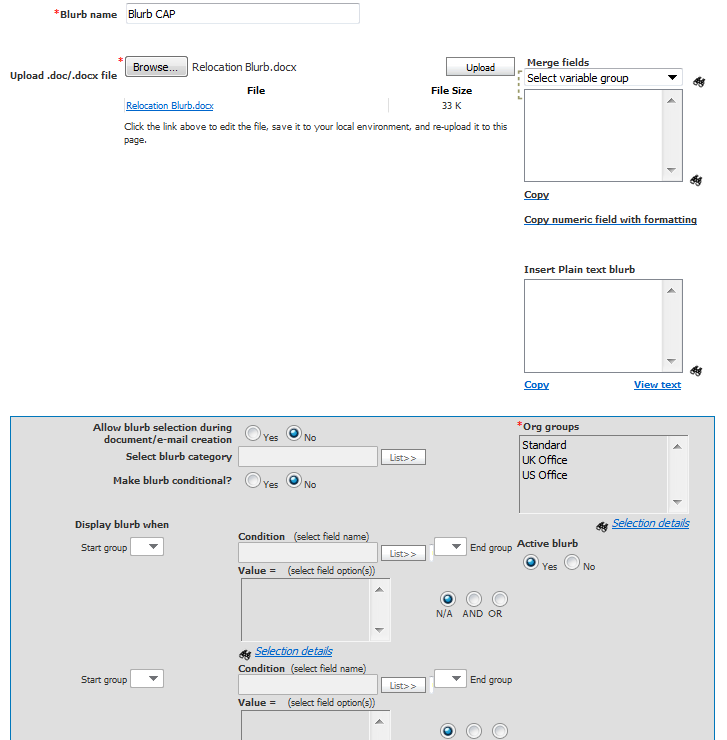 *Blurb name Blurb CAP
Upload .doc/.docx file * Browse... Relocation Blurb.docx Upload
File File Size
Relocation Blurb.docx 33 K
Click the link above to edit the file, save it to your local environment, and re-upload it to this
page.
Merge fields
Select variable group
Copy
Copy numeric field with formatting
Insert Plain text blurb
Copy View text
Allow blurb selection during
document/e-mail creation Yes No
Select blurb category List>>
Make blurb conditional? Yes No
*Org groups
Standard
UK Office
US Office
Selection details
Display blurb when
Start group Condition (select field name) List>> End group
Value = (select field option(s))
N/A AND OR
Selection details
Active blurb
Yes No
Start group Condition (select field name) List>> End group
Value = (select field option(s))